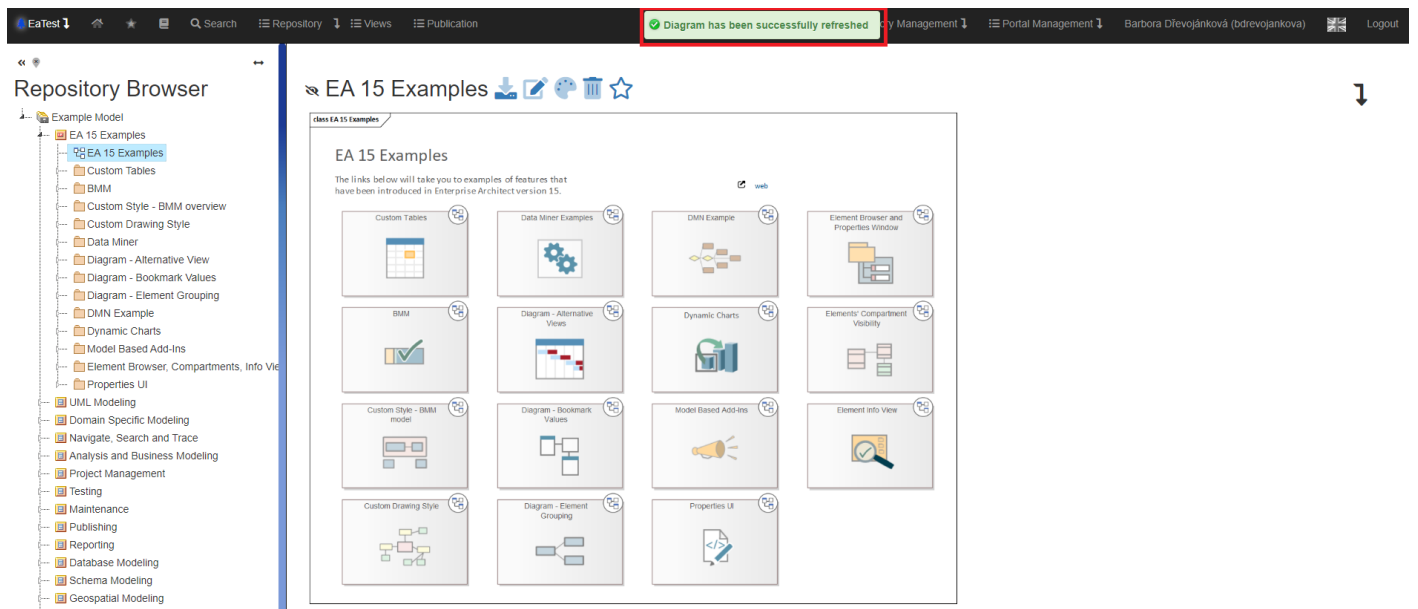 EaTest
Search
Repository
Views
Publication
Diagram has been successfully refreshed
ry Management
Portal Management
Barbora Dřevojánková (bdrevojankova)
Logout
Repository Browser
Example Model
EA 15 Examples
EA 15 Examples
Custom Tables
BMM
Custom Style - BMM overview
Custom Drawing Style
Data Miner
Diagram - Alternative View
Diagram - Bookmark Values
Diagram - Element Grouping
DMN Example
Dynamic Charts
Model Based Add-Ins
Element Browser, Compartments, Info Vie
Properties UI
UML Modeling
Domain Specific Modeling
Navigate, Search and Trace
Analysis and Business Modeling
Project Management
Testing
Maintenance
Publishing
Reporting
Database Modeling
Schema Modeling
Geospatial Modeling
EA 15 Examples
class EA 15 Examples
EA 15 Examples
The links below will take you to examples of features that
have been introduced in Enterprise Architect version 15.
web
Custom Tables
Data Miner Examples
DMN Example
Element Browser and
Properties Window
BMM
Diagram - Alternative
Views
Dynamic Charts
Elements' Compartment
Visibility
Custom Style - BMM
model
Diagram - Bookmark
Values
Model Based Add-Ins
Element Info View
Custom Drawing Style
Diagram - Element
Grouping
Properties UI